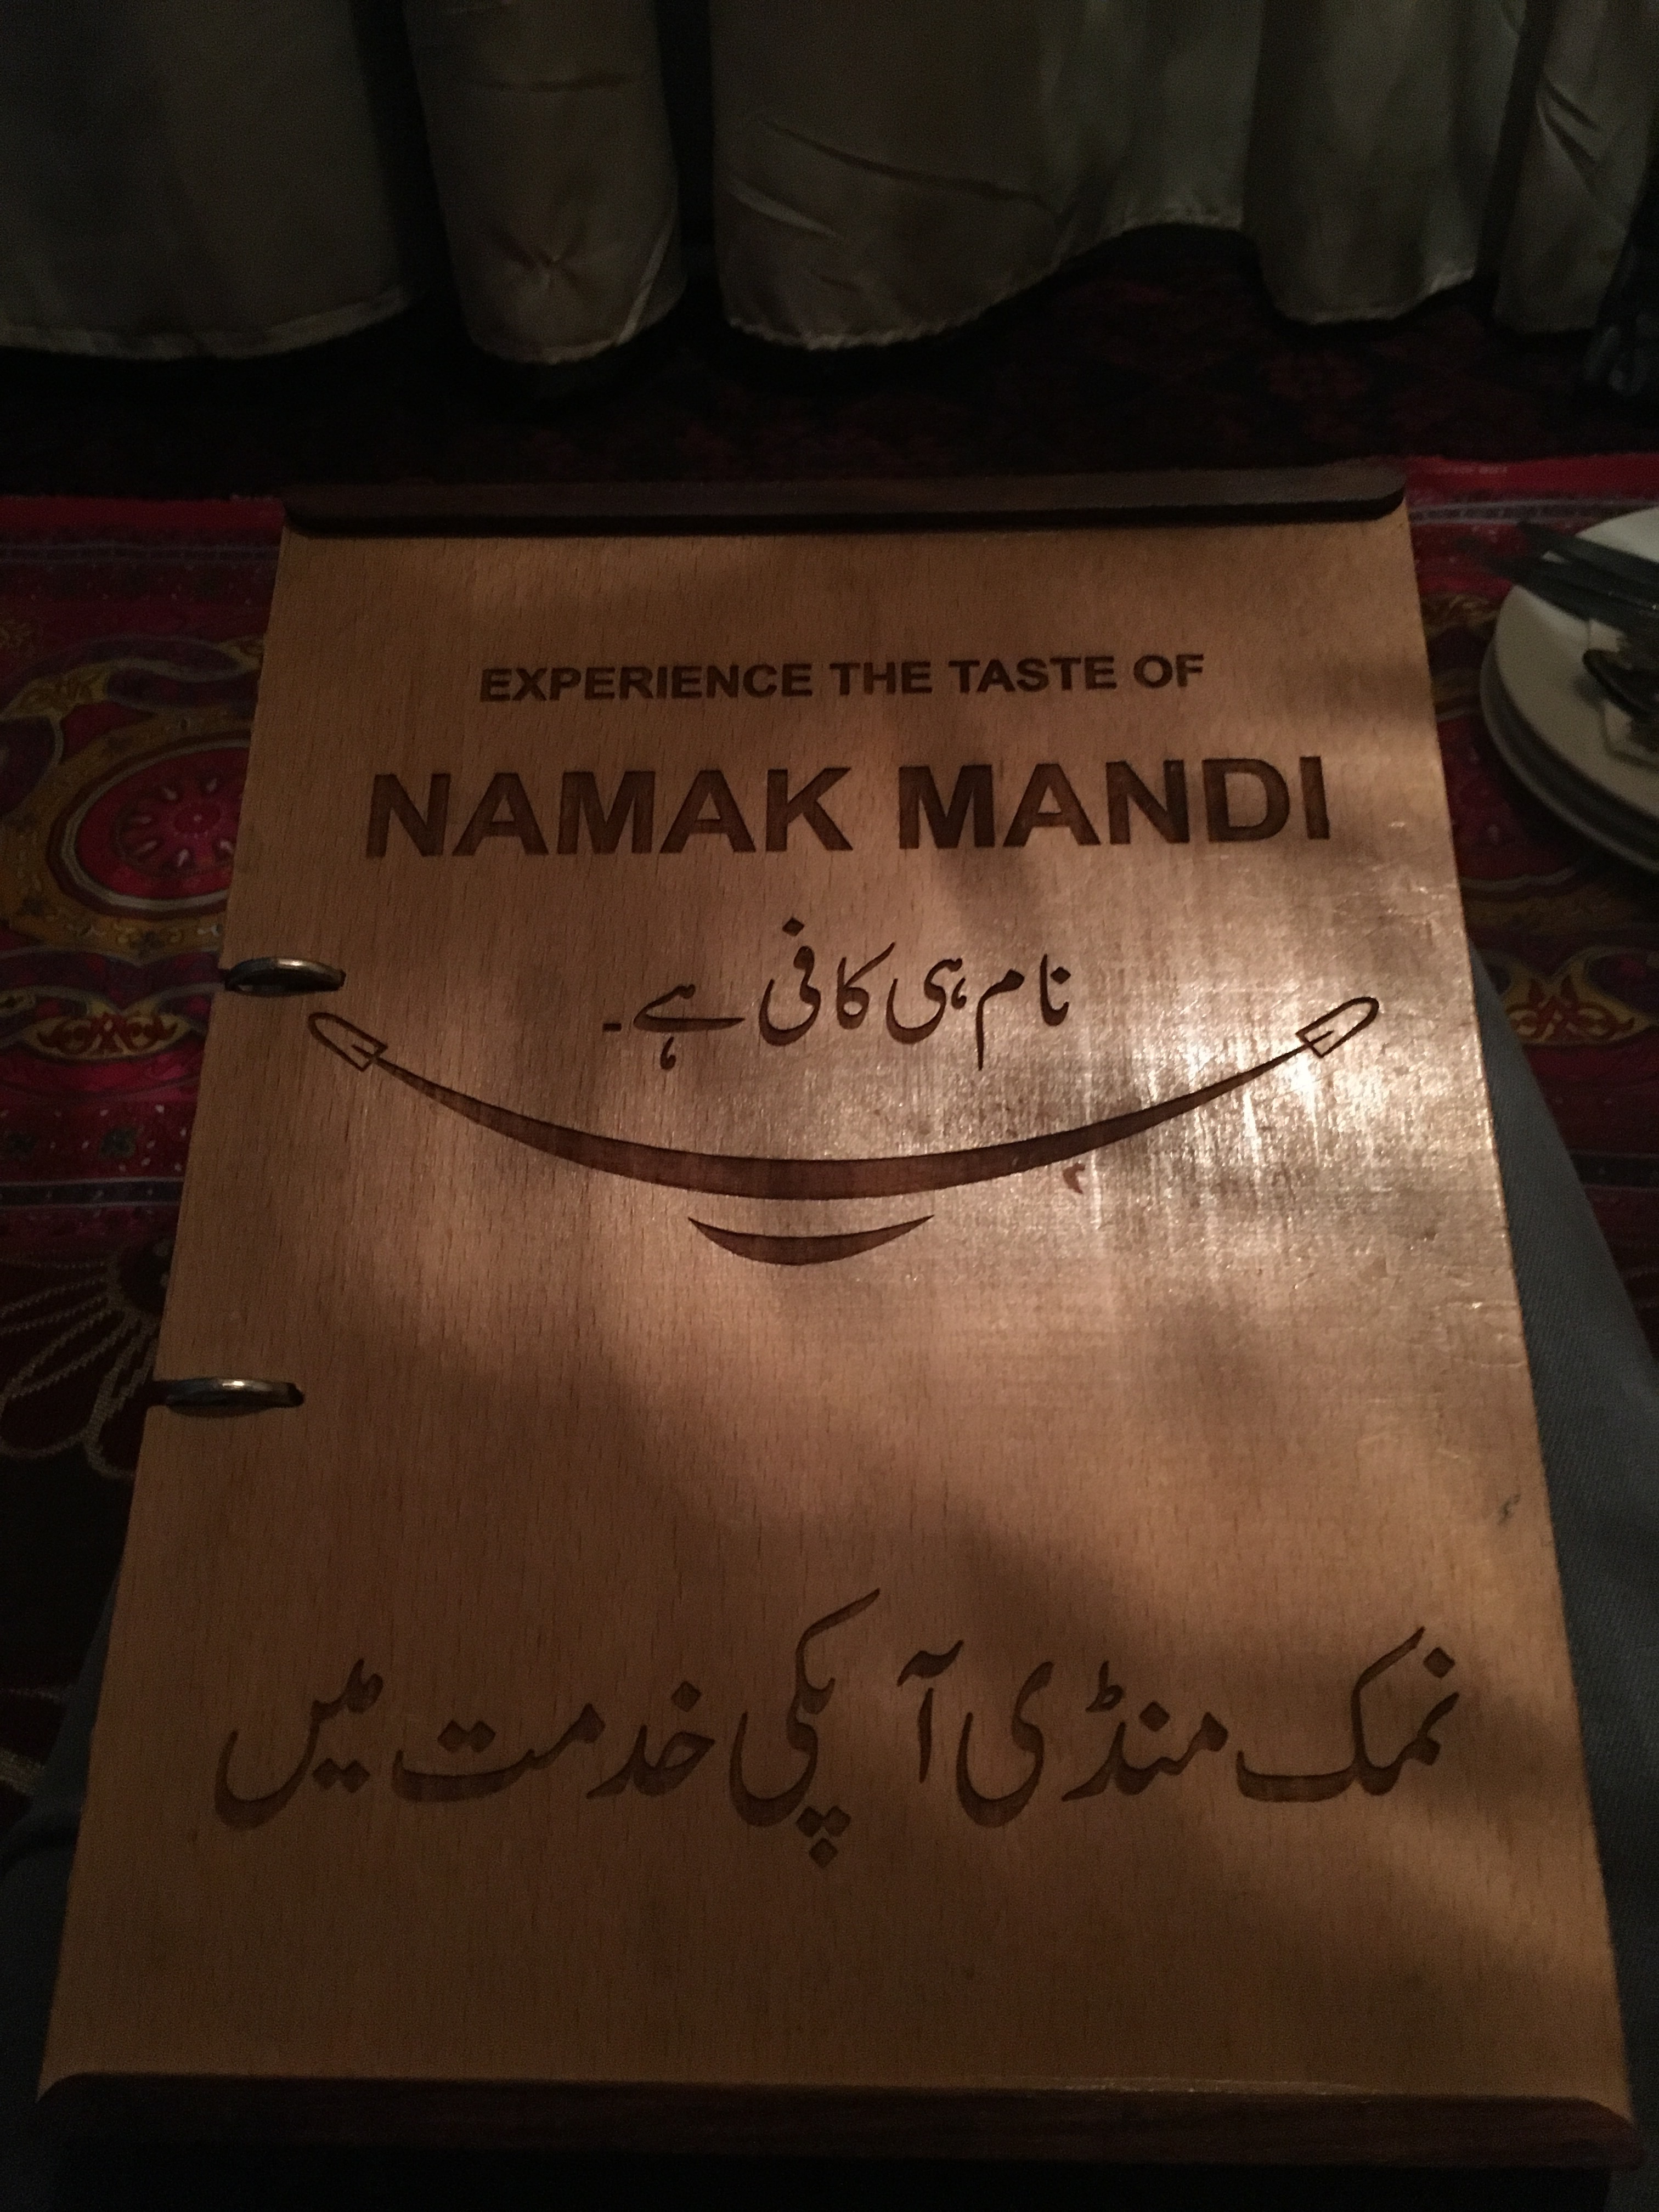 EXPERIENCE THE TASTE OF
NAMAK MANDI
نام ہی کافی ہے۔
نمک منڈی آپکی خدمت میں